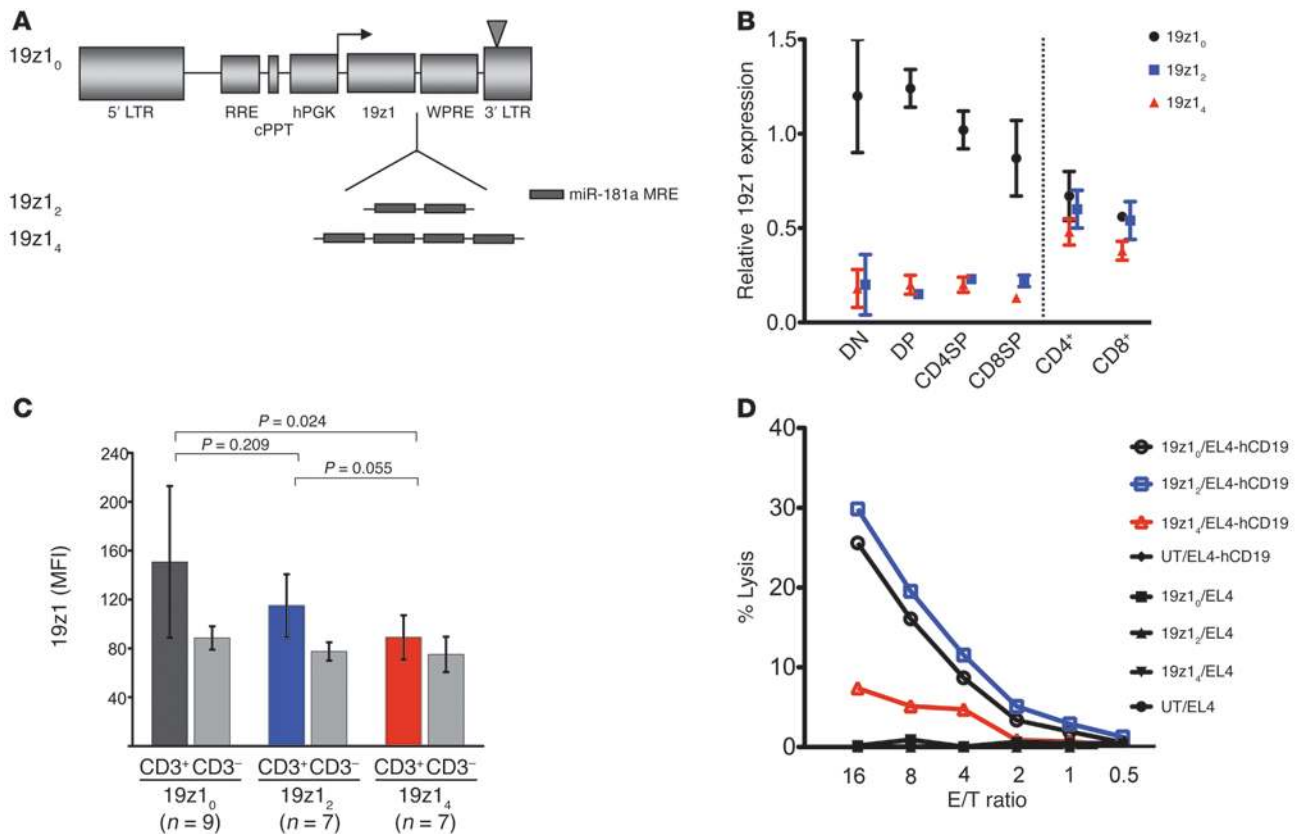 A
19z1₀
5′ LTR
RRE
cPPT
hPGK
19z1
WPRE
3′ LTR
miR-181a MRE
19z1₂
19z1₄
B
Relative 19z1 expression
1.5
1.0
0.5
0.0
DN
DP
CD4SP
CD8SP
CD4⁺
CD8⁺
19z1₀
19z1₂
19z1₄
C
P = 0.024
P = 0.209
P = 0.055
19z1 (MFI)
240
200
160
120
80
40
CD3⁺ CD3⁻ CD3⁺ CD3⁻ CD3⁺ CD3⁻
19z1₀ 19z1₂ 19z1₄
(n = 9) (n = 7) (n = 7)
D
% Lysis
40
30
20
10
0
16 8 4 2 1 0.5
E/T ratio
19z1₀/EL4-hCD19
19z1₂/EL4-hCD19
19z1₄/EL4-hCD19
UT/EL4-hCD19
19z1₀/EL4
19z1₂/EL4
19z1₄/EL4
UT/EL4